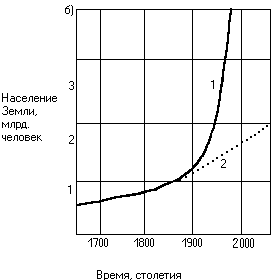 б)
3
1
Население
Земли,
млрд.
человек
2
2
1
1700 1800 1900 2000
Время, столетия